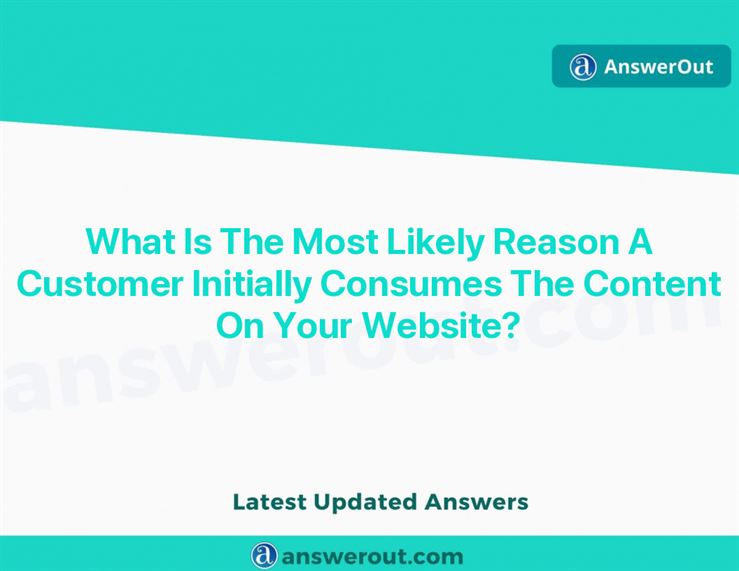 AnswerOut
What Is The Most Likely Reason A
Customer Initially Consumes The Content
On Your Website?
answerout.com
Latest Updated Answers
answerout.com